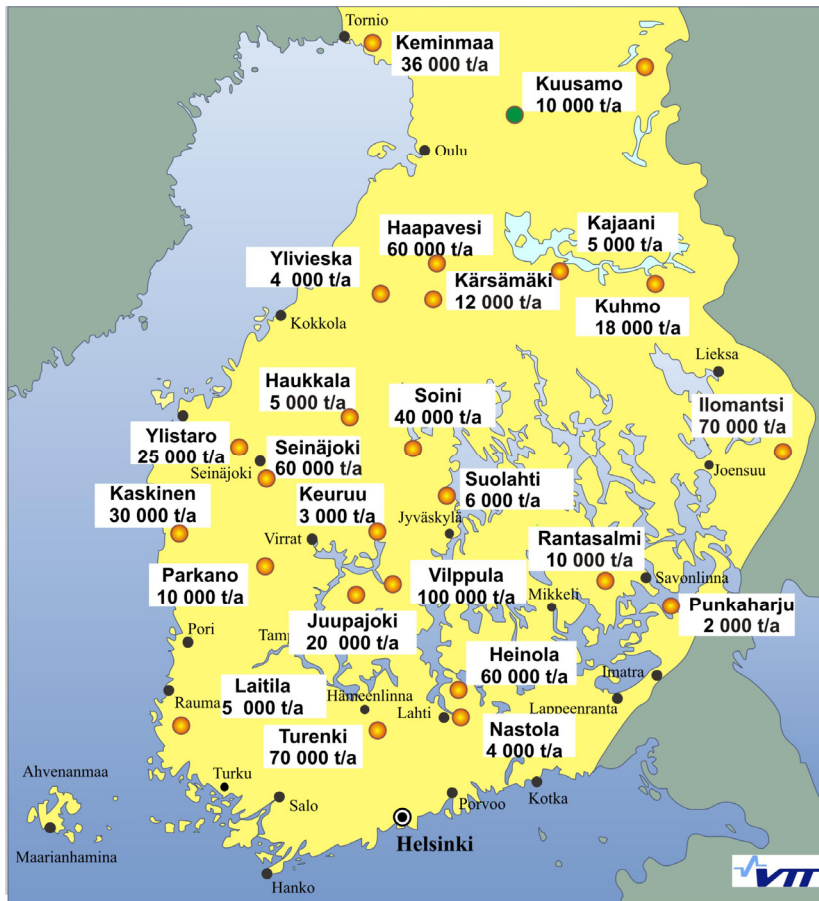 Tornio
Keminmaa
36 000 t/a
Kuusamo
10 000 t/a
Oulu
Haapavesi
60 000 t/a
Kajaani
5 000 t/a
Ylivieska
4 000 t/a
Kärsämäki
12 000 t/a
Kuhmo
18 000 t/a
Kokkola
Lieksa
Haukkala
5 000 t/a
Soini
40 000 t/a
Ilomantsi
70 000 t/a
Ylistaro
25 000 t/a
Seinäjoki
60 000 t/a
Seinäjoki
Joensuu
Suolahti
6 000 t/a
Kaskinen
30 000 t/a
Keuruu
3 000 t/a
Jyväskylä
Virrat
Rantasalmi
10 000 t/a
Savonlinna
Parkano
10 000 t/a
Vilppula
100 000 t/a
Mikkeli
Punkaharju
2 000 t/a
Juupajoki
20 000 t/a
Pori
Tamp
Heinola
60 000 t/a
Imatra
Laitila
5 000 t/a
Rauma
Hämeenlinna
Lahti
Lappeenranta
Turenki
70 000 t/a
Nastola
4 000 t/a
Ahvenanmaa
Turku
Salo
Porvoo
Kotka
Maarianhamina
Helsinki
Hanko
VTT